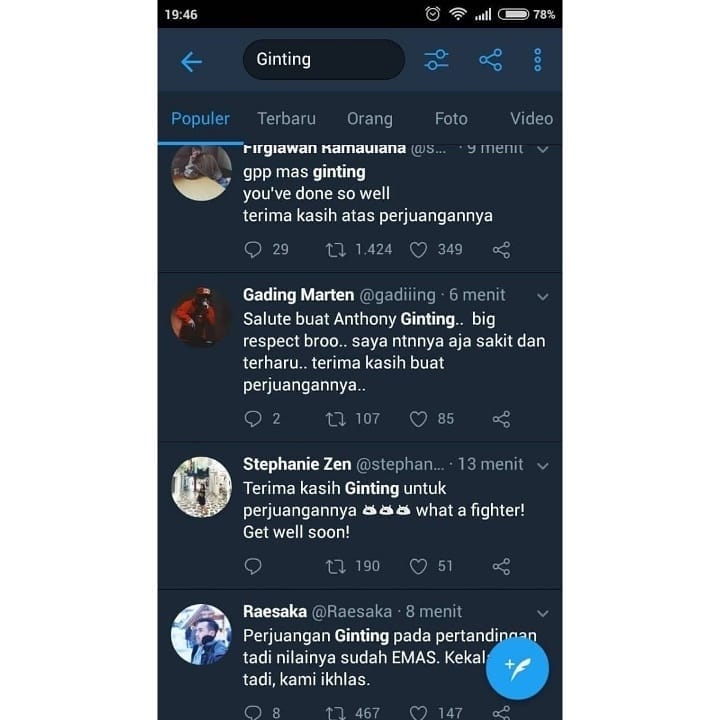 19:46
78%
Ginting
Populer Terbaru Orang Foto Video
Firgiawan Ramaulana @s... · 9 menit
gpp mas ginting
you've done so well
terima kasih atas perjuangannya
29 1.424 349
Gading Marten @gadiiing · 6 menit
Salute buat Anthony Ginting.. big
respect broo.. saya ntnnya aja sakit dan
terharu.. terima kasih buat
perjuangannya..
2 107 85
Stephanie Zen @stephan... · 13 menit
Terima kasih Ginting untuk
perjuangannya what a fighter!
Get well soon!
190 51
Raesaka @Raesaka · 8 menit
Perjuangan Ginting pada pertandingan
tadi nilainya sudah EMAS.
tadi, kami ikhlas.
8 467 147